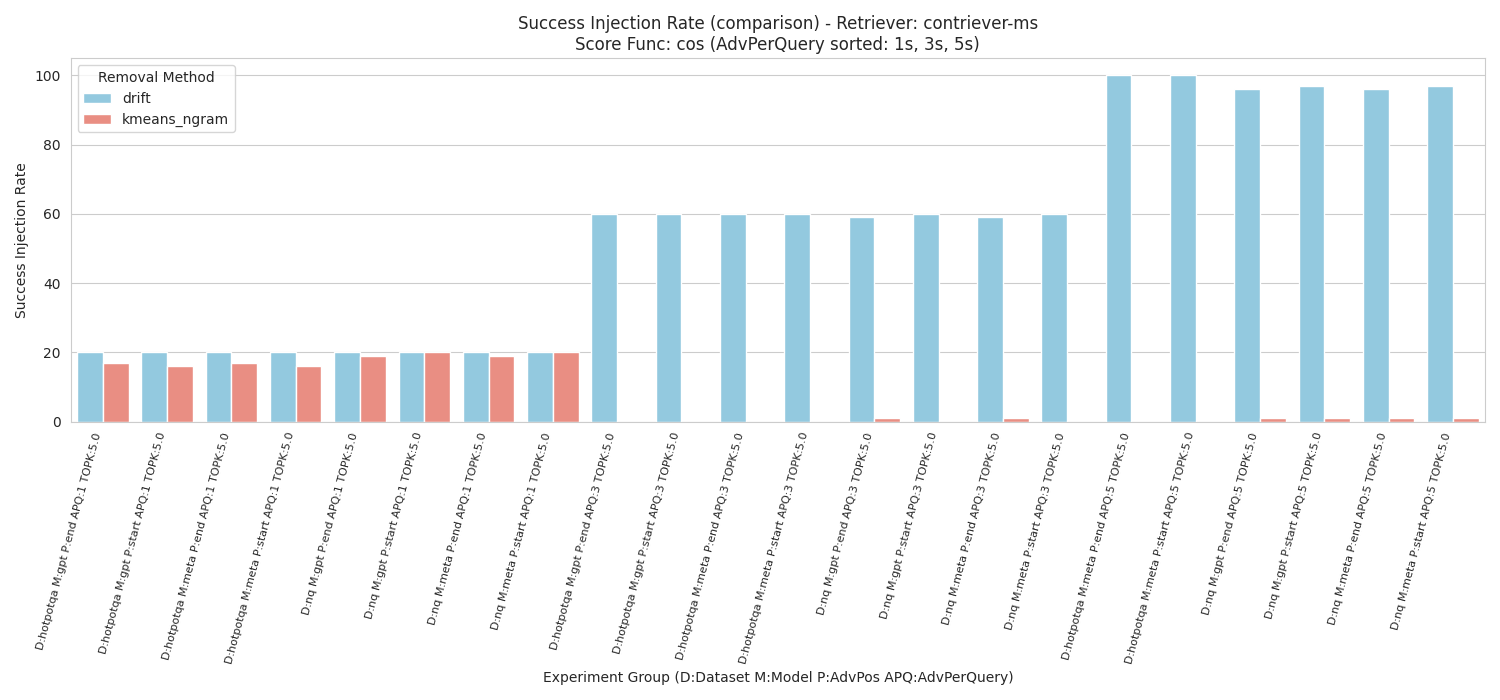 Success Injection Rate (comparison) - Retriever: contriever-ms
Score Func: cos (AdvPerQuery sorted: 1s, 3s, 5s)
Removal Method
drift
kmeans_ngram
Success Injection Rate
100
80
60
40
20
0
D:hotpotqa M:gpt P:end APQ:1 TOPK:5.0
D:hotpotqa M:gpt P:start APQ:1 TOPK:5.0
D:hotpotqa M:meta P:end APQ:1 TOPK:5.0
D:hotpotqa M:meta P:start APQ:1 TOPK:5.0
D:nq M:gpt P:end APQ:1 TOPK:5.0
D:nq M:gpt P:start APQ:1 TOPK:5.0
D:nq M:meta P:end APQ:1 TOPK:5.0
D:nq M:meta P:start APQ:1 TOPK:5.0
D:hotpotqa M:gpt P:end APQ:3 TOPK:5.0
D:hotpotqa M:gpt P:start APQ:3 TOPK:5.0
D:hotpotqa M:meta P:end APQ:3 TOPK:5.0
D:hotpotqa M:meta P:start APQ:3 TOPK:5.0
D:nq M:gpt P:end APQ:3 TOPK:5.0
D:nq M:gpt P:start APQ:3 TOPK:5.0
D:nq M:meta P:end APQ:3 TOPK:5.0
D:nq M:meta P:start APQ:3 TOPK:5.0
D:hotpotqa M:meta P:end APQ:5 TOPK:5.0
D:hotpotqa M:meta P:start APQ:5 TOPK:5.0
D:nq M:gpt P:end APQ:5 TOPK:5.0
D:nq M:gpt P:start APQ:5 TOPK:5.0
D:nq M:meta P:end APQ:5 TOPK:5.0
D:nq M:meta P:start APQ:5 TOPK:5.0
Experiment Group (D:Dataset M:Model P:AdvPos APQ:AdvPerQuery)